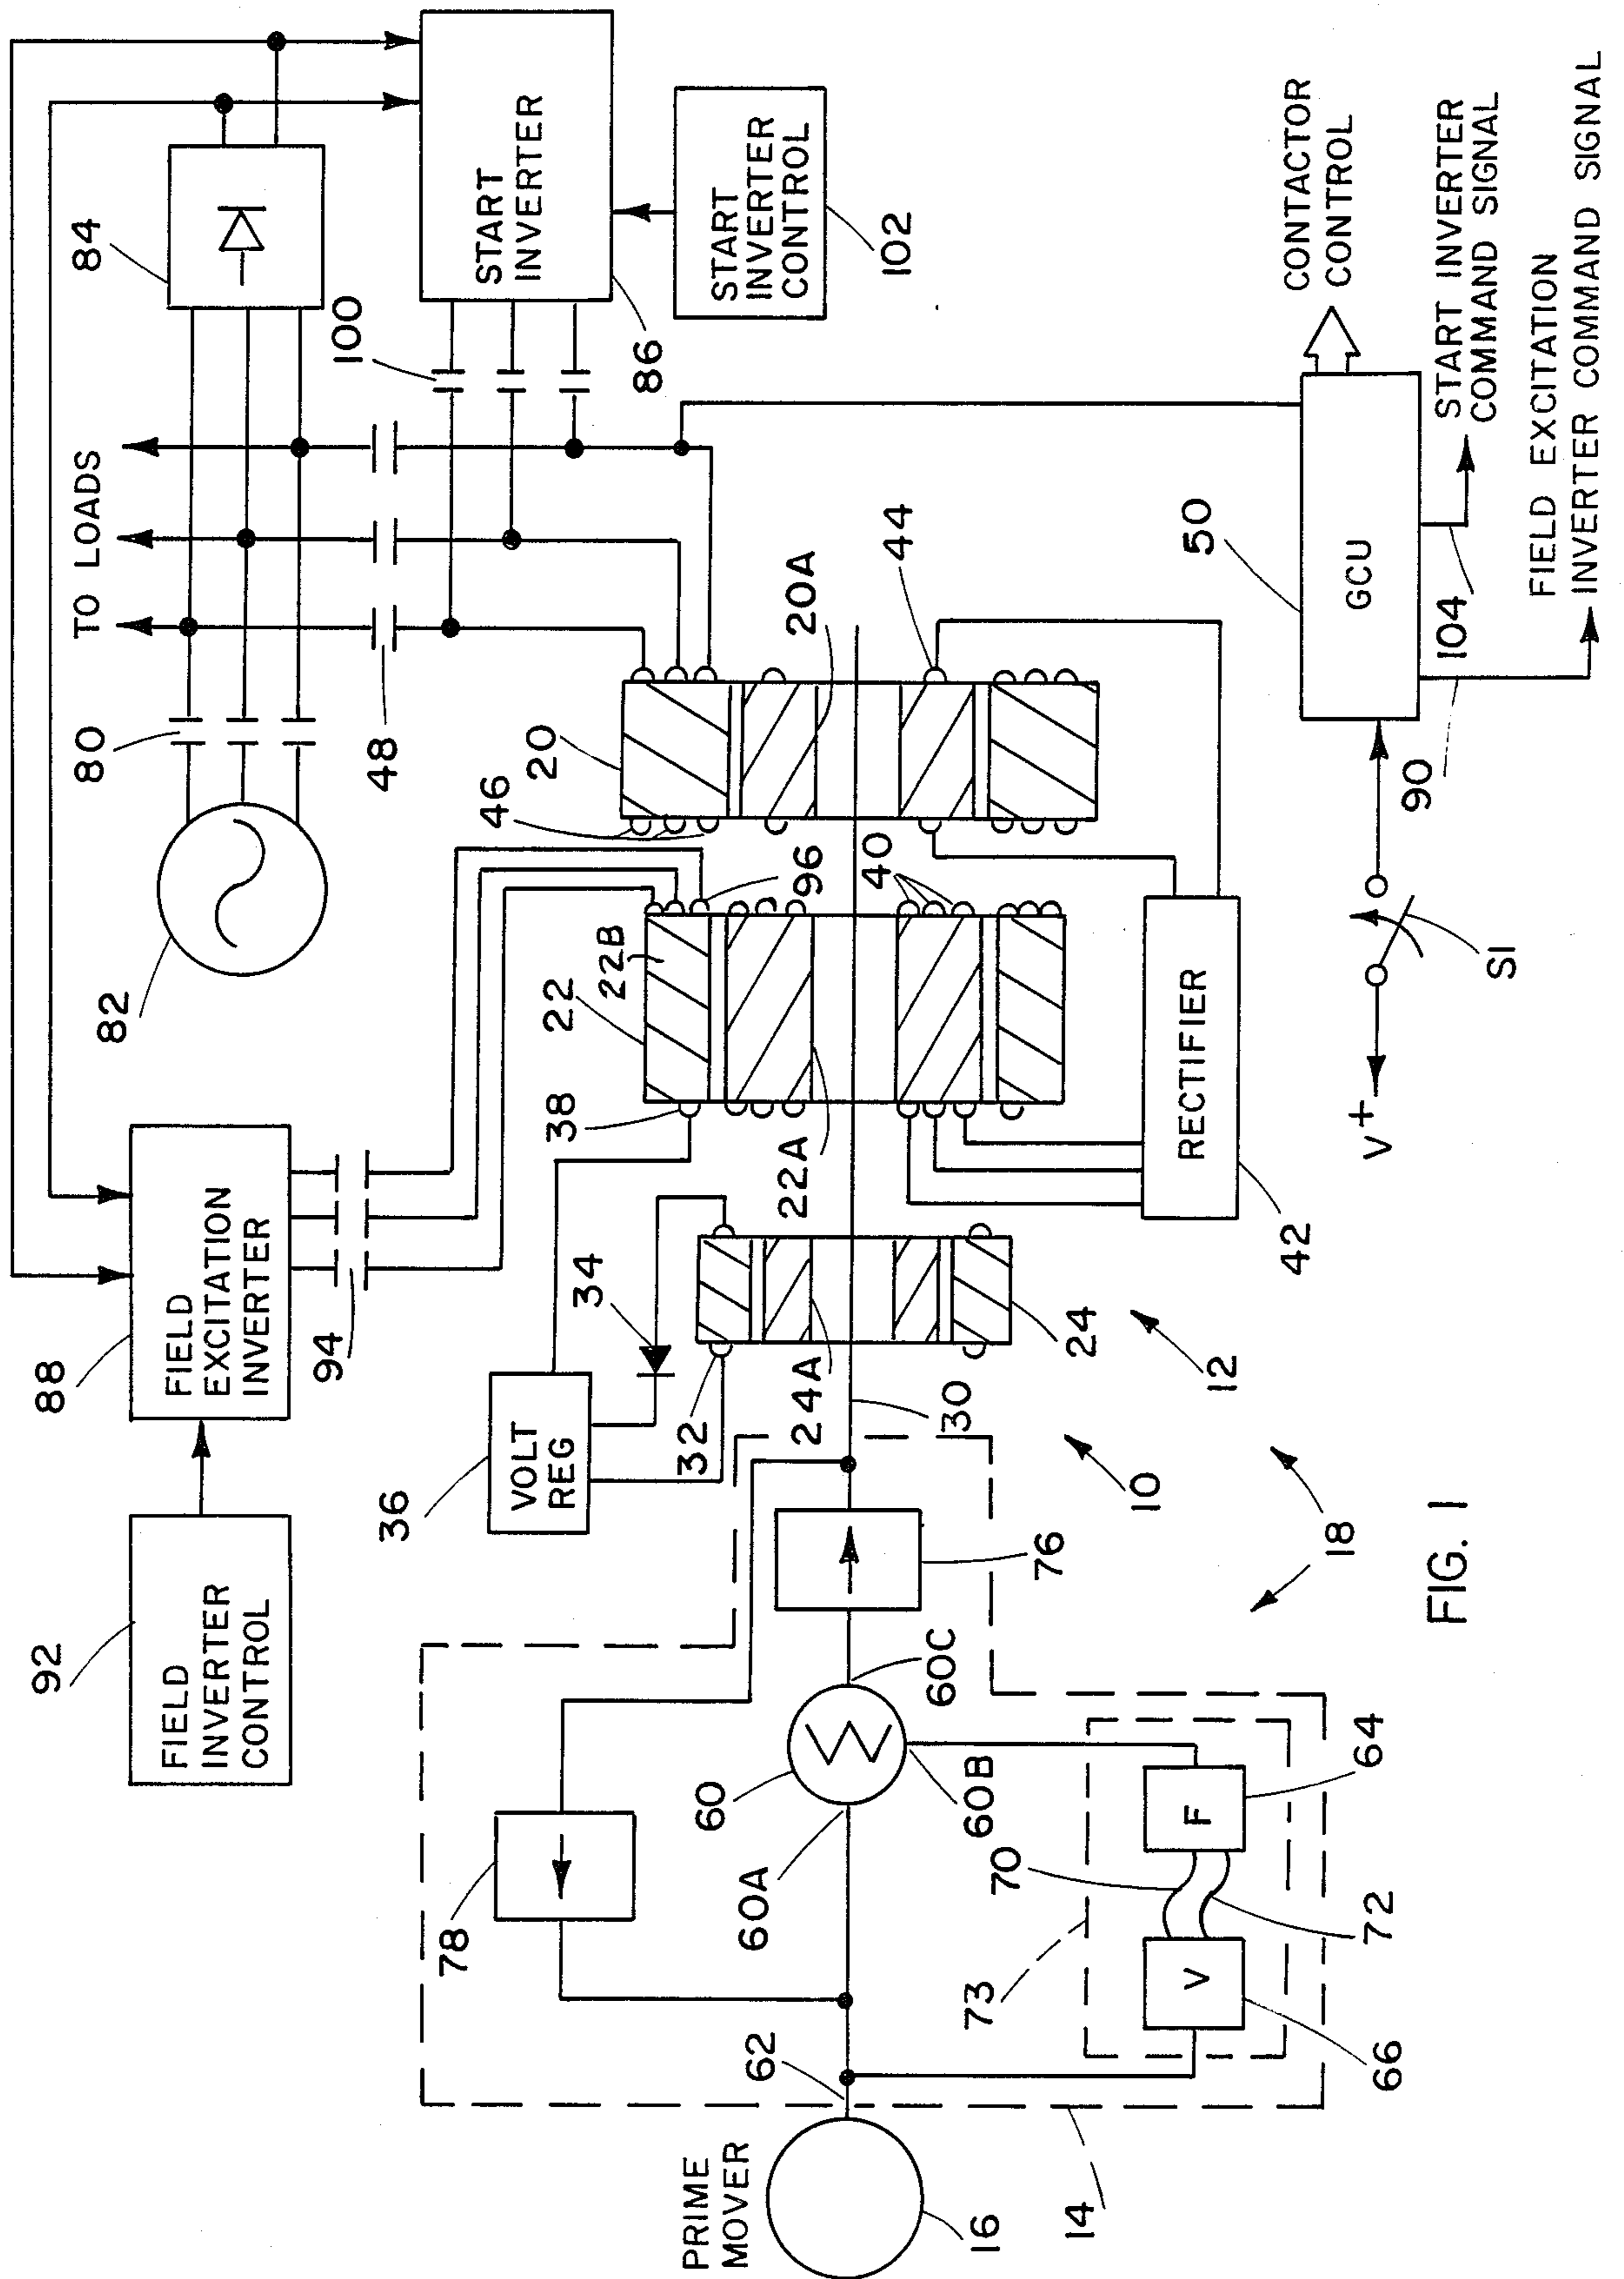 92
FIELD
INVERTER
CONTROL
88
FIELD
EXCITATION
INVERTER
94
82
80
84
TO LOADS
48
100
START
INVERTER
86
START
INVERTER
CONTROL
102
36
VOLT
REG
34
32
38
22
22B
46
20
96
40
20A
44
24A
22A
30
24
12
42
RECTIFIER
78
76
60
60A
60B
60C
62
PRIME
MOVER
16
14
73
70
72
V
F
66
64
10
18
V+
S1
50
GCU
90
104
CONTACTOR
CONTROL
START INVERTER
COMMAND SIGNAL
FIELD EXCITATION
INVERTER COMMAND SIGNAL
FIG. 1